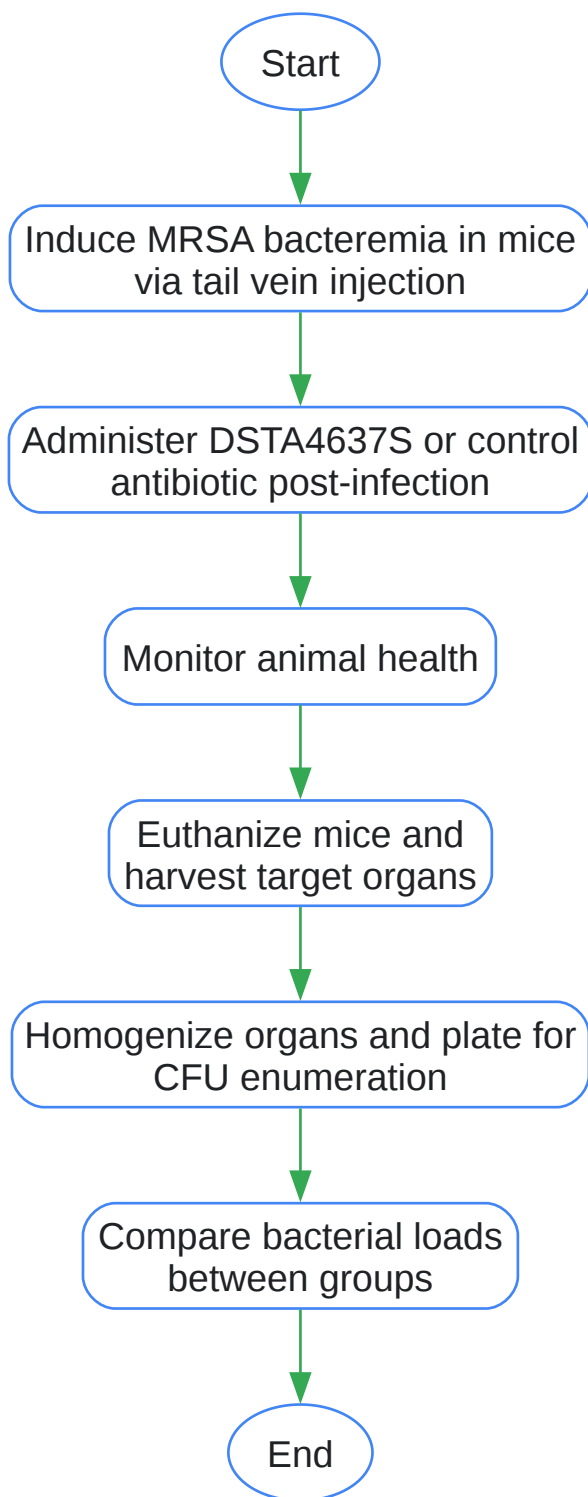 Start
Induce MRSA bacteremia in mice
via tail vein injection
Administer DSTA4637S or control
antibiotic post-infection
Monitor animal health
Euthanize mice and
harvest target organs
Homogenize organs and plate for
CFU enumeration
Compare bacterial loads
between groups
End